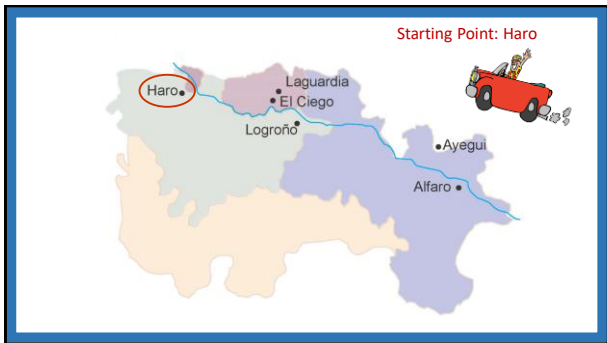 Starting Point: Haro
Haro
Laguardia
El Ciego
Logroño
Ayegui
Alfaro